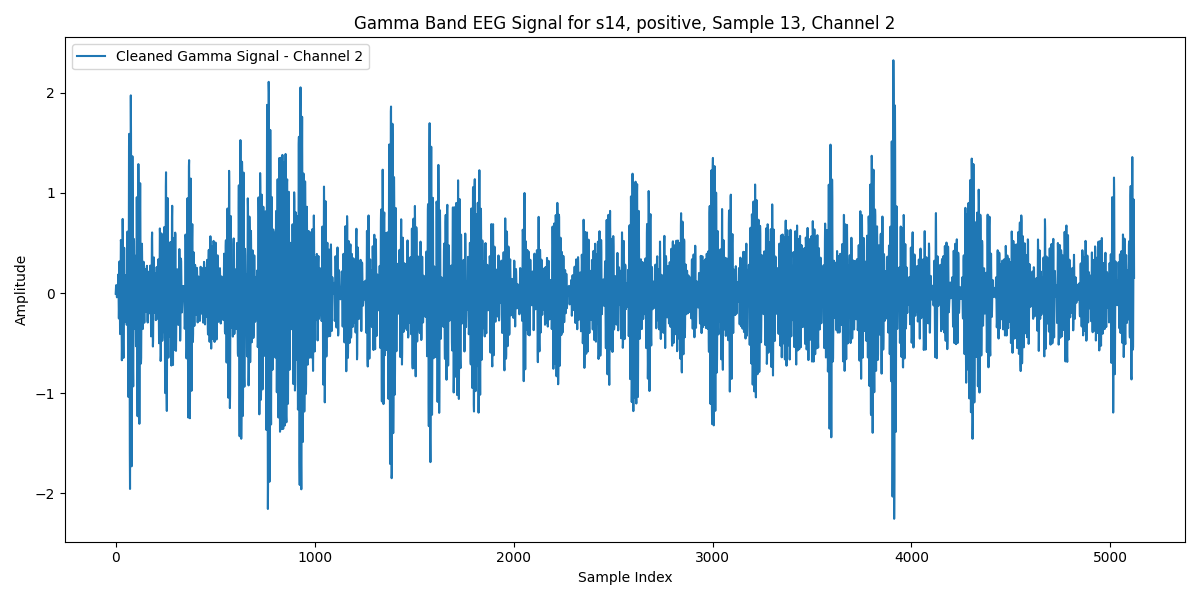 Gamma Band EEG Signal for s14, positive, Sample 13, Channel 2
Cleaned Gamma Signal - Channel 2
Amplitude
2
1
0
−1
−2
0 1000 2000 3000 4000 5000
Sample Index